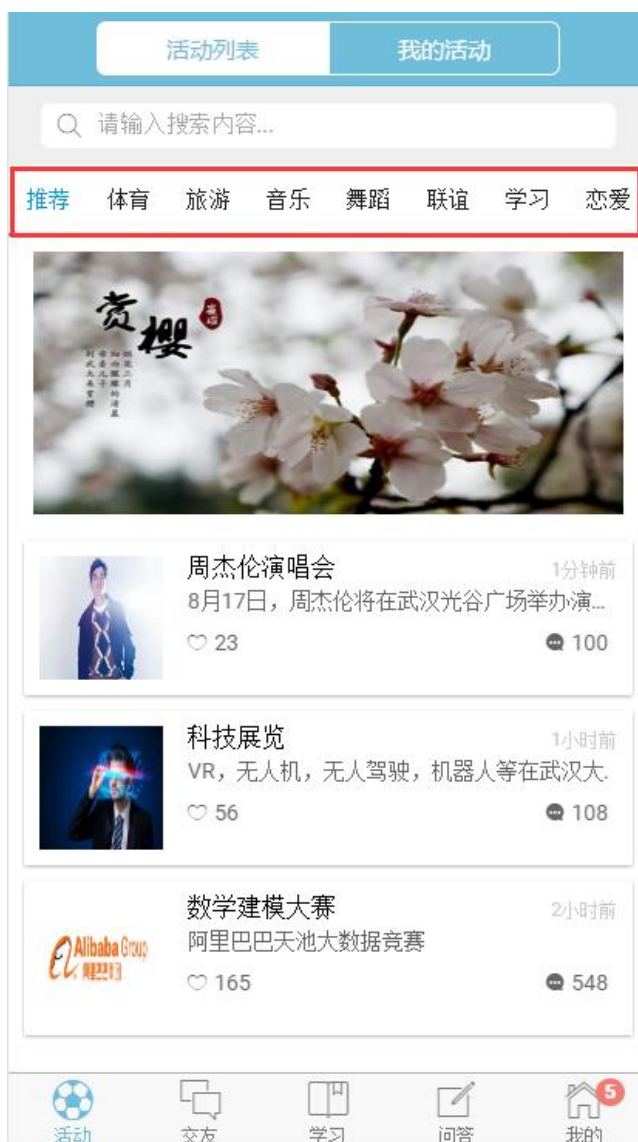 活动列表 我的活动
请输入搜索内容...
推荐 体育 旅游 音乐 舞蹈 联谊 学习 恋爱
赏樱
周杰伦演唱会 1分钟前
8月17日，周杰伦将在武汉光谷广场举办演...
23 100
科技展览 1小时前
VR，无人机，无人驾驶，机器人等在武汉大.
56 108
数学建模大赛 2小时前
阿里巴巴天池大数据竞赛
Alibaba Group
阿里巴巴集团
165 548
5
活动 交友 学习 问答 我的